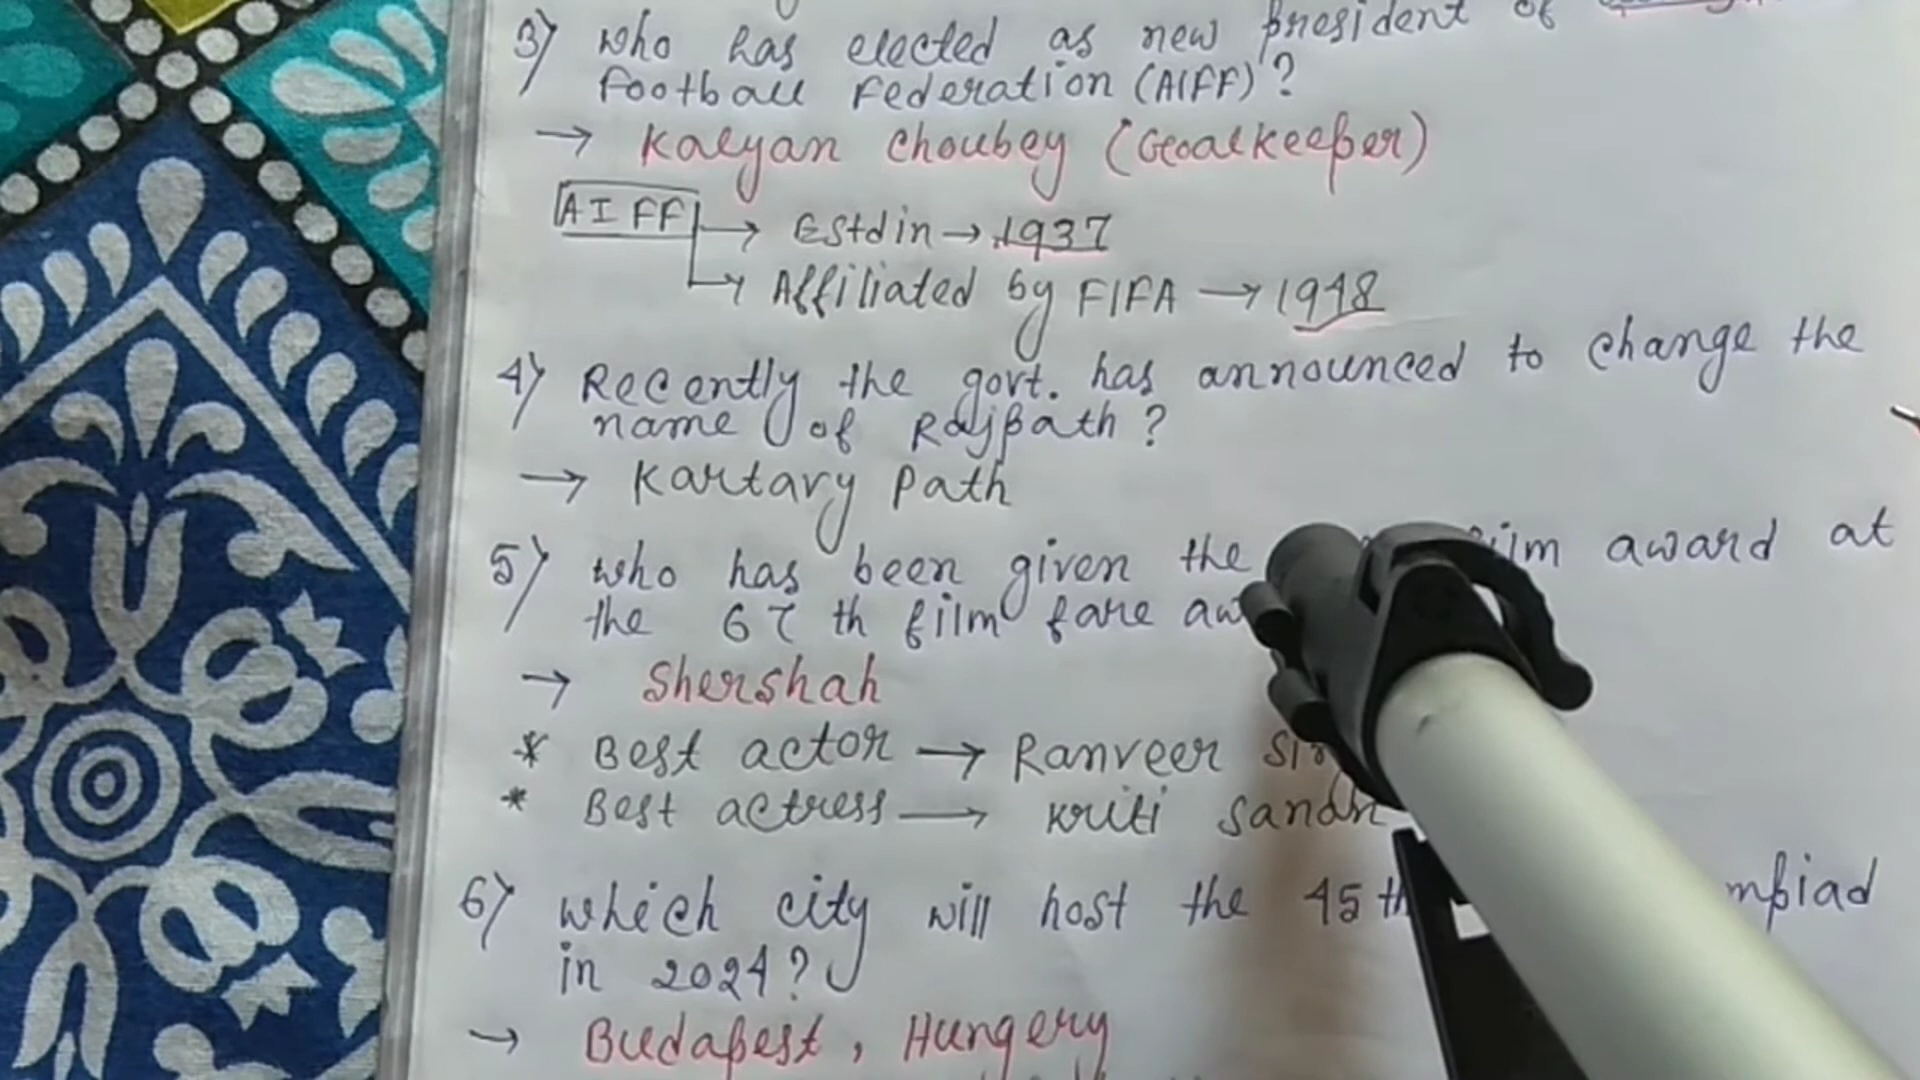 3) who has elected as new president of
football Federation (AIFF)?
→ Kalyan Choubey (Goalkeeper)
AIFF → Estd in → 1937
→ Affiliated by FIFA → 1948
4) Recently the govt. has announced to change the
name of Rajpath?
→ Kartavy Path
5) who has been given the film award at
the 67 th film fare
→ Shershah
* Best actor → Ranveer
* Best actress → Kriti Sanon
6) which city will host the 45th
in 2024?
→ Budapest, Hungery